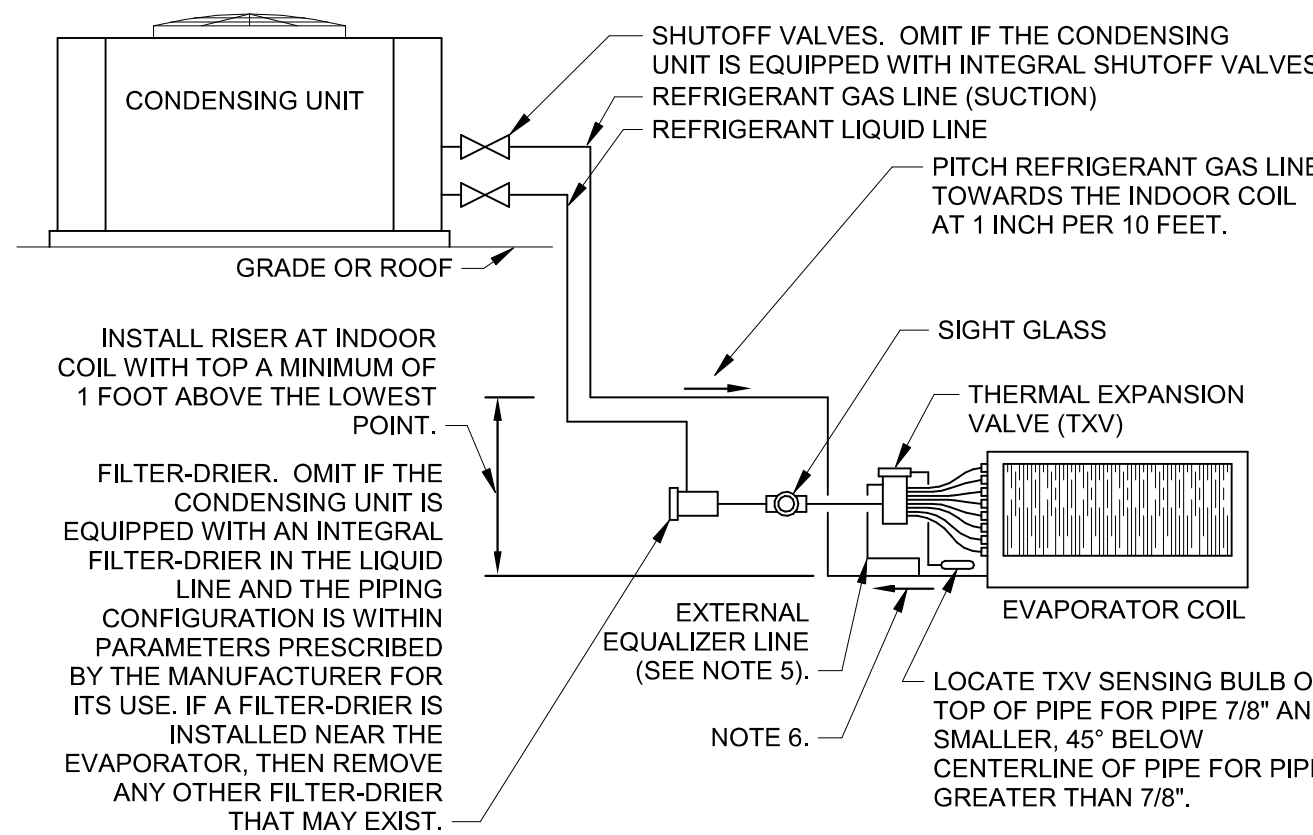 CONDENSING UNIT
SHUTOFF VALVES. OMIT IF THE CONDENSING
UNIT IS EQUIPPED WITH INTEGRAL SHUTOFF VALVES
REFRIGERANT GAS LINE (SUCTION)
REFRIGERANT LIQUID LINE
PITCH REFRIGERANT GAS LINE
TOWARDS THE INDOOR COIL
AT 1 INCH PER 10 FEET.
GRADE OR ROOF
INSTALL RISER AT INDOOR
COIL WITH TOP A MINIMUM OF
1 FOOT ABOVE THE LOWEST
POINT.
SIGHT GLASS
THERMAL EXPANSION
VALVE (TXV)
FILTER-DRIER. OMIT IF THE
CONDENSING UNIT IS
EQUIPPED WITH AN INTEGRAL
FILTER-DRIER IN THE LIQUID
LINE AND THE PIPING
CONFIGURATION IS WITHIN
PARAMETERS PRESCRIBED
BY THE MANUFACTURER FOR
ITS USE. IF A FILTER-DRIER IS
INSTALLED NEAR THE
EVAPORATOR, THEN REMOVE
ANY OTHER FILTER-DRIER
THAT MAY EXIST.
EVAPORATOR COIL
EXTERNAL
EQUALIZER LINE
(SEE NOTE 5).
NOTE 6.
LOCATE TXV SENSING BULB O
TOP OF PIPE FOR PIPE 7/8" AN
SMALLER, 45° BELOW
CENTERLINE OF PIPE FOR PIPE
GREATER THAN 7/8".